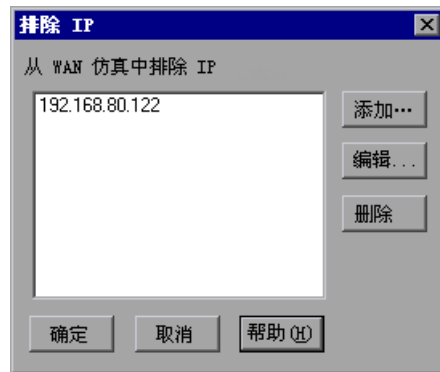 排除 IP
从 WAN 仿真中排除 IP
192.168.80.122
添加…
编辑...
删除
确定
取消
帮助(H)